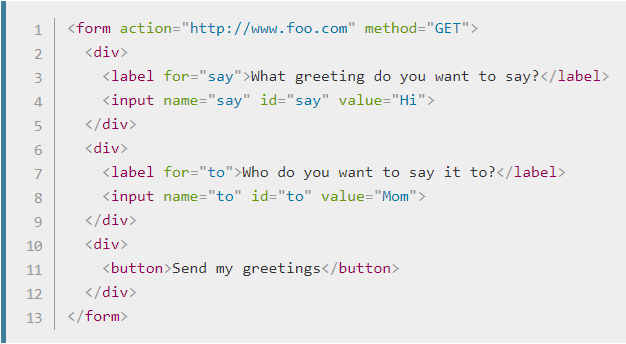 1 <form action="http://www.foo.com" method="GET">
2   <div>
3     <label for="say">What greeting do you want to say?</label>
4     <input name="say" id="say" value="Hi">
5   </div>
6   <div>
7     <label for="to">Who do you want to say it to?</label>
8     <input name="to" id="to" value="Mom">
9   </div>
10   <div>
11     <button>Send my greetings</button>
12   </div>
13 </form>